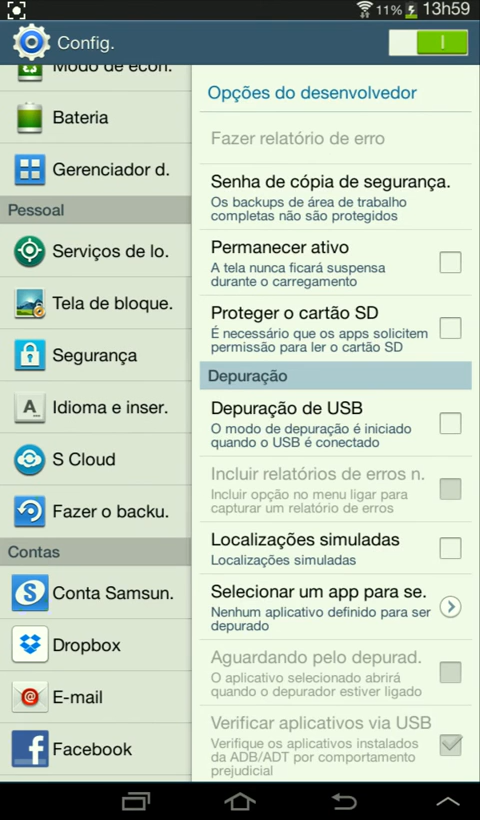 11% 13h59
Config.
Modo de econ.
Bateria
Gerenciador d.
Pessoal
Serviços de lo.
Tela de bloque.
Segurança
Idioma e inser.
S Cloud
Fazer o backu.
Contas
Conta Samsun.
Dropbox
E-mail
Facebook
Opções do desenvolvedor
Fazer relatório de erro
Senha de cópia de segurança.
Os backups de área de trabalho
completas não são protegidos
Permanecer ativo
A tela nunca ficará suspensa
durante o carregamento
Proteger o cartão SD
É necessário que os apps solicitem
permissão para ler o cartão SD
Depuração
Depuração de USB
O modo de depuração é iniciado
quando o USB é conectado
Incluir relatórios de erros n.
Incluir opção no menu ligar para
capturar um relatório de erros
Localizações simuladas
Localizações simuladas
Selecionar um app para se.
Nenhum aplicativo definido para ser
depurado
Aguardando pelo depurad.
O aplicativo selecionado abrirá
quando o depurador estiver ligado
Verificar aplicativos via USB
Verifique os aplicativos instalados
da ADB/ADT por comportamento
prejudicial